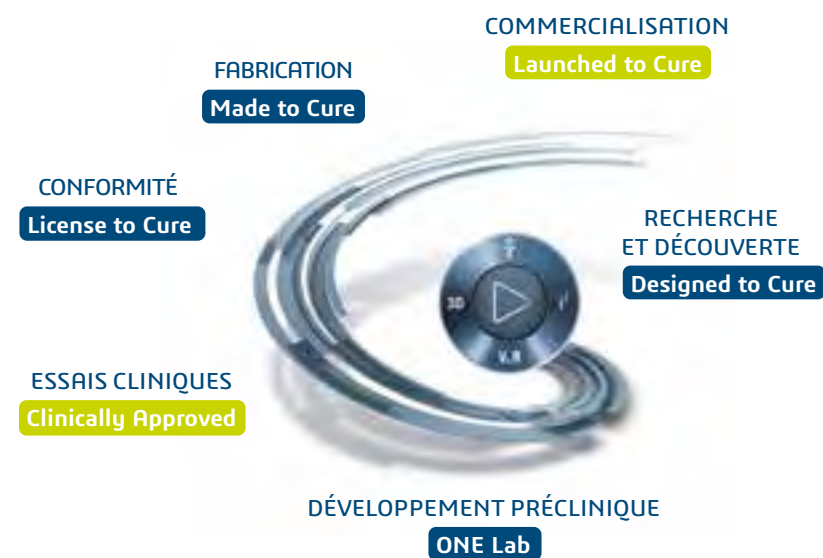 COMMERCIALISATION
Launched to Cure
FABRICATION
Made to Cure
CONFORMITÉ
License to Cure
RECHERCHE
ET DÉCOUVERTE
Designed to Cure
3D
V.R
ESSAIS CLINIQUES
Clinically Approved
DÉVELOPPEMENT PRÉCLINIQUE
ONE Lab